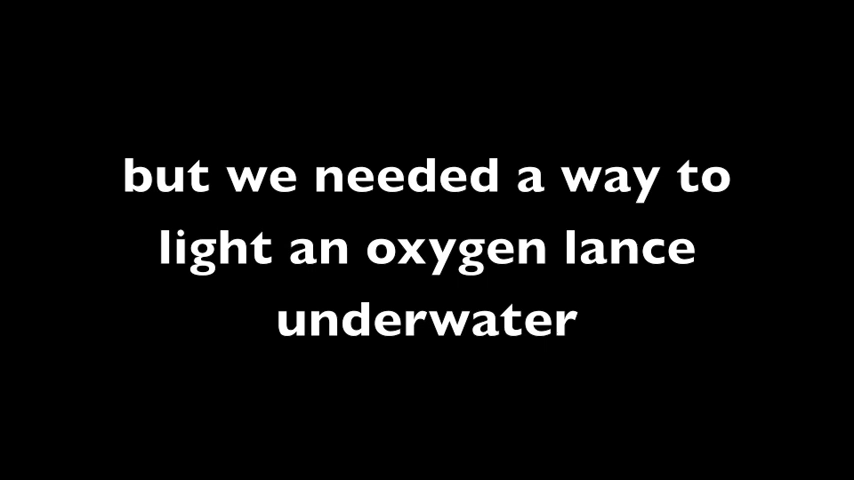 but we needed a way to
light an oxygen lance
underwater